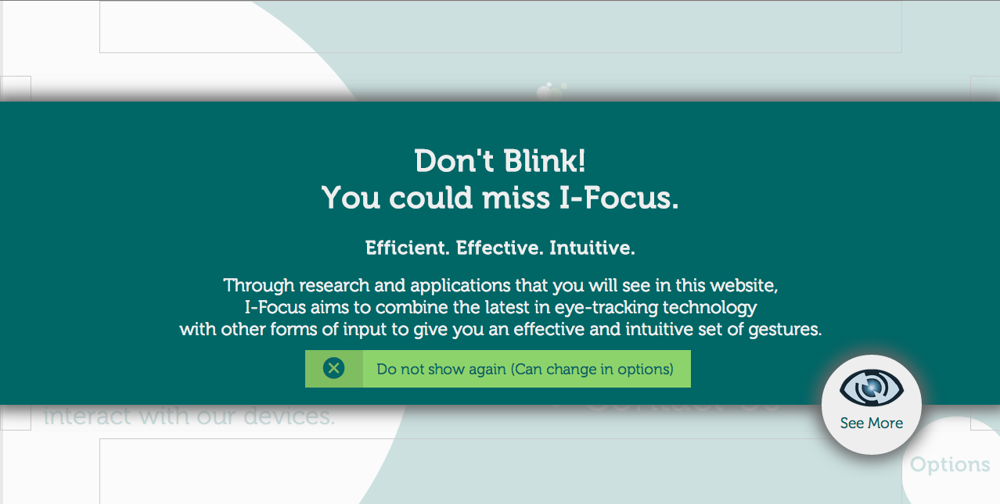 Don't Blink!
You could miss I-Focus.
Efficient. Effective. Intuitive.
Through research and applications that you will see in this website,
I-Focus aims to combine the latest in eye-tracking technology
with other forms of input to give you an effective and intuitive set of gestures.
Do not show again (Can change in options)
interact with our devices.
Contact Us
See More
Options